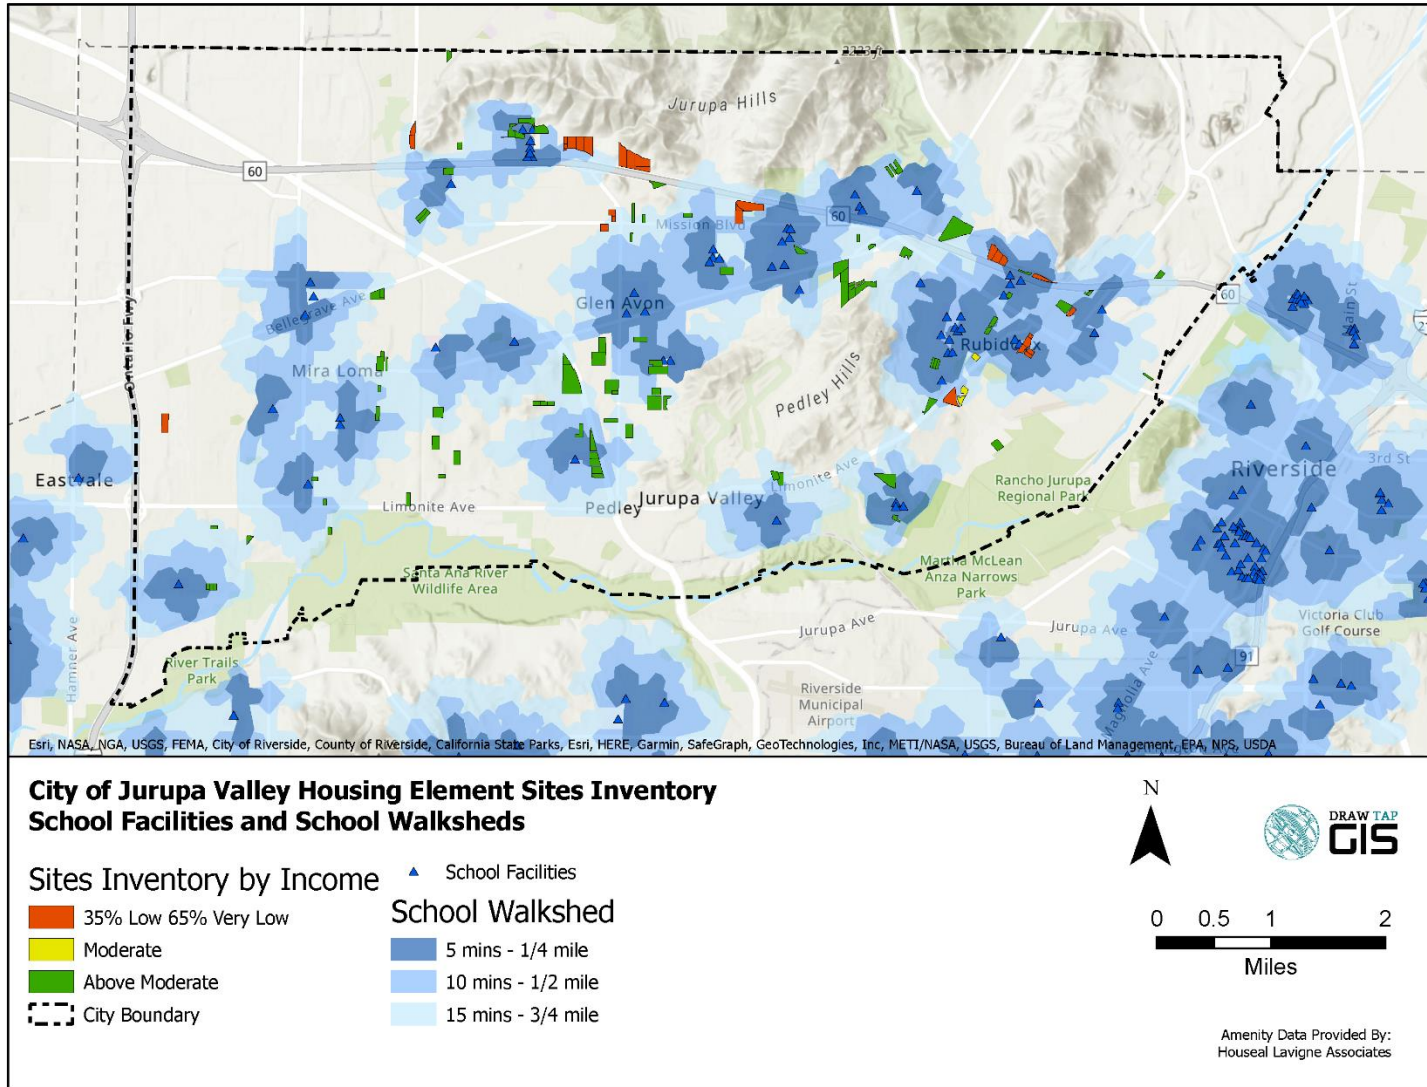 2223 ft
Jurupa Hills
60
Mission Blvd
60
Ontario Fwy
Bellegrave Ave
Glen Avon
60
Main St
Mira Loma
Rubidoux
Pedley Hills
Eastvale
Riverside
3rd St
Limonite Ave
Pedley
Jurupa Valley
Limonite Ave
Rancho Jurupa
Regional Park
Santa Ana River
Wildlife Area
Martha McLean
Anza Narrows
Park
Hamner Ave
Jurupa Ave
Jurupa Ave
Victoria Club
Golf Course
River Trails
Park
91
Magnolia Ave
Riverside
Municipal
Airport
Esri, NASA, NGA, USGS, FEMA, City of Riverside, County of Riverside, California State Parks, Esri, HERE, Garmin, SafeGraph, GeoTechnologies, Inc, METI/NASA, USGS, Bureau of Land Management, EPA, NPS, USDA
City of Jurupa Valley Housing Element Sites Inventory
School Facilities and School Walksheds
Sites Inventory by Income
35% Low 65% Very Low
Moderate
Above Moderate
City Boundary
School Facilities
School Walkshed
5 mins - 1/4 mile
10 mins - 1/2 mile
15 mins - 3/4 mile
N
DRAW TAP
GIS
0 0.5 1 2
Miles
Amenity Data Provided By:
Houseal Lavigne Associates